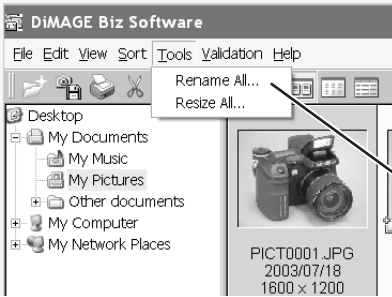 DiMAGE Biz Software
File Edit View Sort Tools Validation Help
Rename All...
Resize All...
Desktop
My Documents
My Music
My Pictures
Other documents
My Computer
My Network Places
PICT0001.JPG
2003/07/18
1600 × 1200